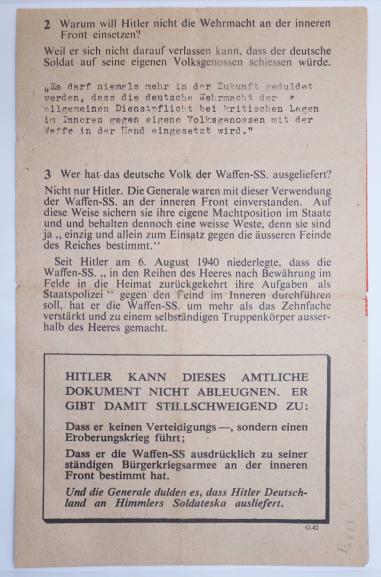 2 Warum will Hitler nicht die Wehrmacht an der inneren
Front einsetzen?
Weil er sich nicht darauf verlassen kann, dass der deutsche
Soldat auf seine eigenen Volksgenossen schiessen würde.
„Es darf niemals mehr in der Zukunft geduldet
werden, dass die deutsche Wehrmacht der
allgemeinen Dienstpflicht bei kritischen Lagen
im Inneren gegen eigene Volksgenossen mit der
Waffe in der Hand eingesetzt wird."
3 Wer hat das deutsche Volk der Waffen-SS. ausgeliefert?
Nicht nur Hitler. Die Generale waren mit dieser Verwendung
der Waffen-SS. an der inneren Front einverstanden. Auf
diese Weise sichern sie ihre eigene Machtposition im Staate
und und behalten dennoch eine weisse Weste, denn sie sind
ja „ einzig und allein zum Einsatz gegen die äusseren Feinde
des Reiches bestimmt.“
Seit Hitler am 6. August 1940 niederlegte, dass die
Waffen-SS. „ in den Reihen des Heeres nach Bewährung im
Felde in die Heimat zurückgekehrt ihre Aufgaben als
Staatspolizei “ gegen den Feind im Inneren durchführen
soll, hat er die Waffen-SS. um mehr als das Zehnfache
verstärkt und zu einem selbständigen Truppenkörper ausser-
halb des Heeres gemacht.
HITLER KANN DIESES AMTLICHE
DOKUMENT NICHT ABLEUGNEN. ER
GIBT DAMIT STILLSCHWEIGEND ZU:
Dass er keinen Verteidigungs—, sondern einen
Eroberungskrieg führt;
Dass er die Waffen-SS ausdrücklich zu seiner
ständigen Bürgerkriegsarmee an der inneren
Front bestimmt hat.
Und die Generale dulden es, dass Hitler Deutsch-
land an Himmlers Soldateska ausliefert.
G.42